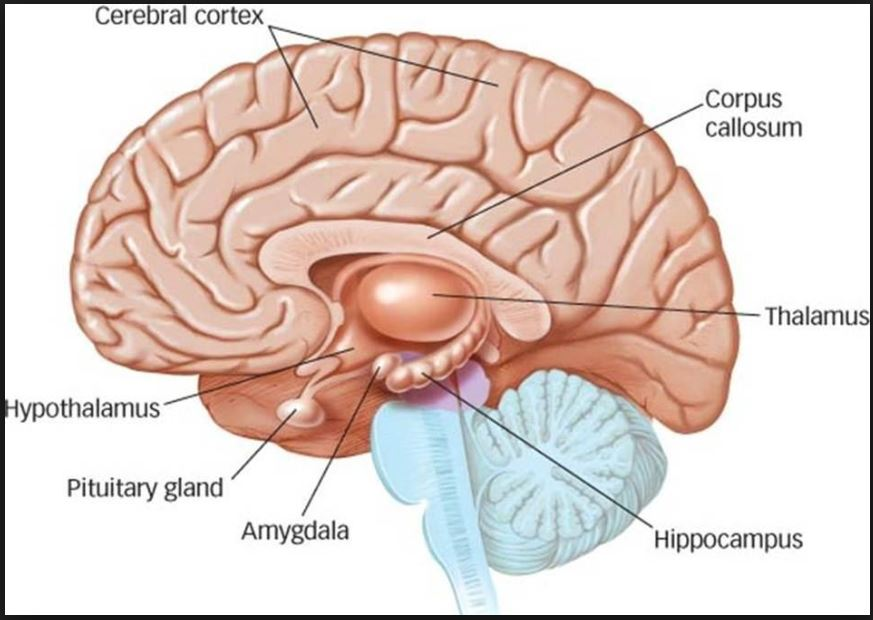 Cerebral cortex
Corpus
callosum
Thalamus
Hypothalamus
Pituitary gland
Amygdala
Hippocampus